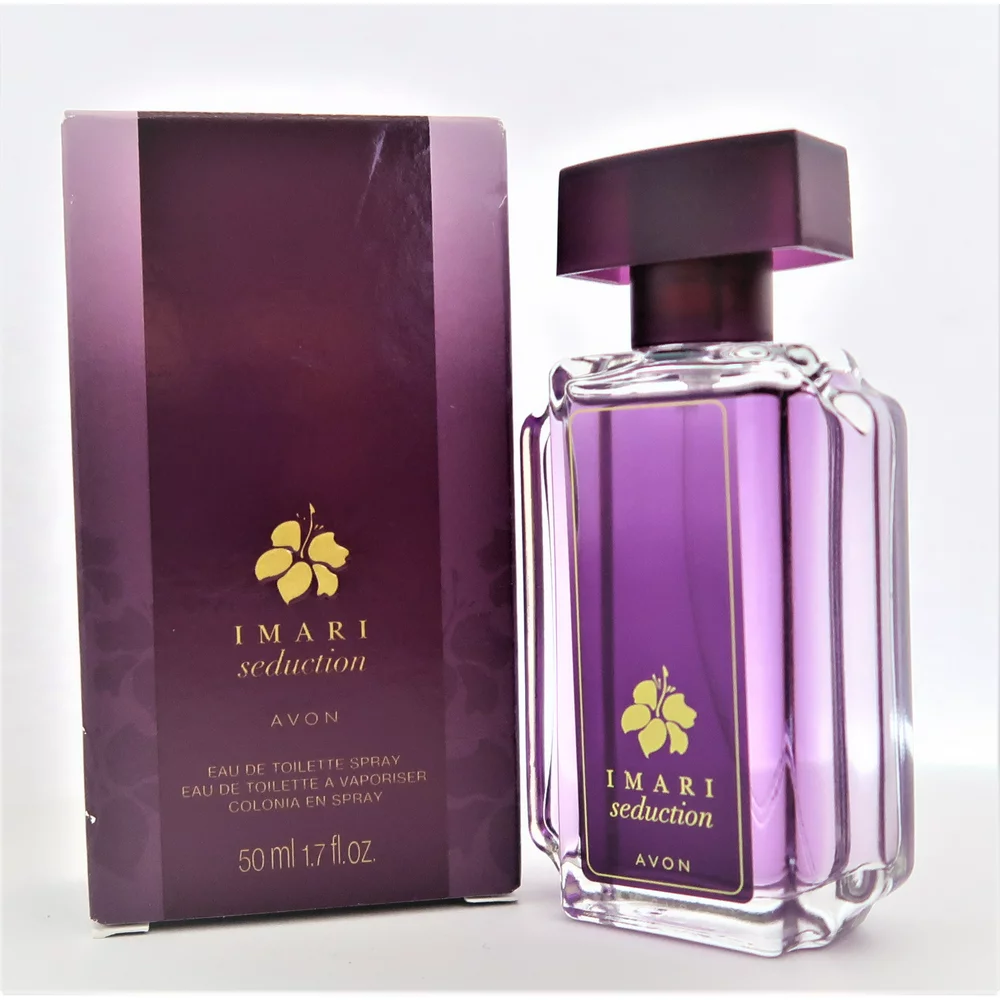 IMARI
seduction
AVON
EAU DE TOILETTE SPRAY
EAU DE TOILETTE A VAPORISER
COLONIA EN SPRAY
50 ml 1.7 fl.oz.
IMARI
seduction
AVON